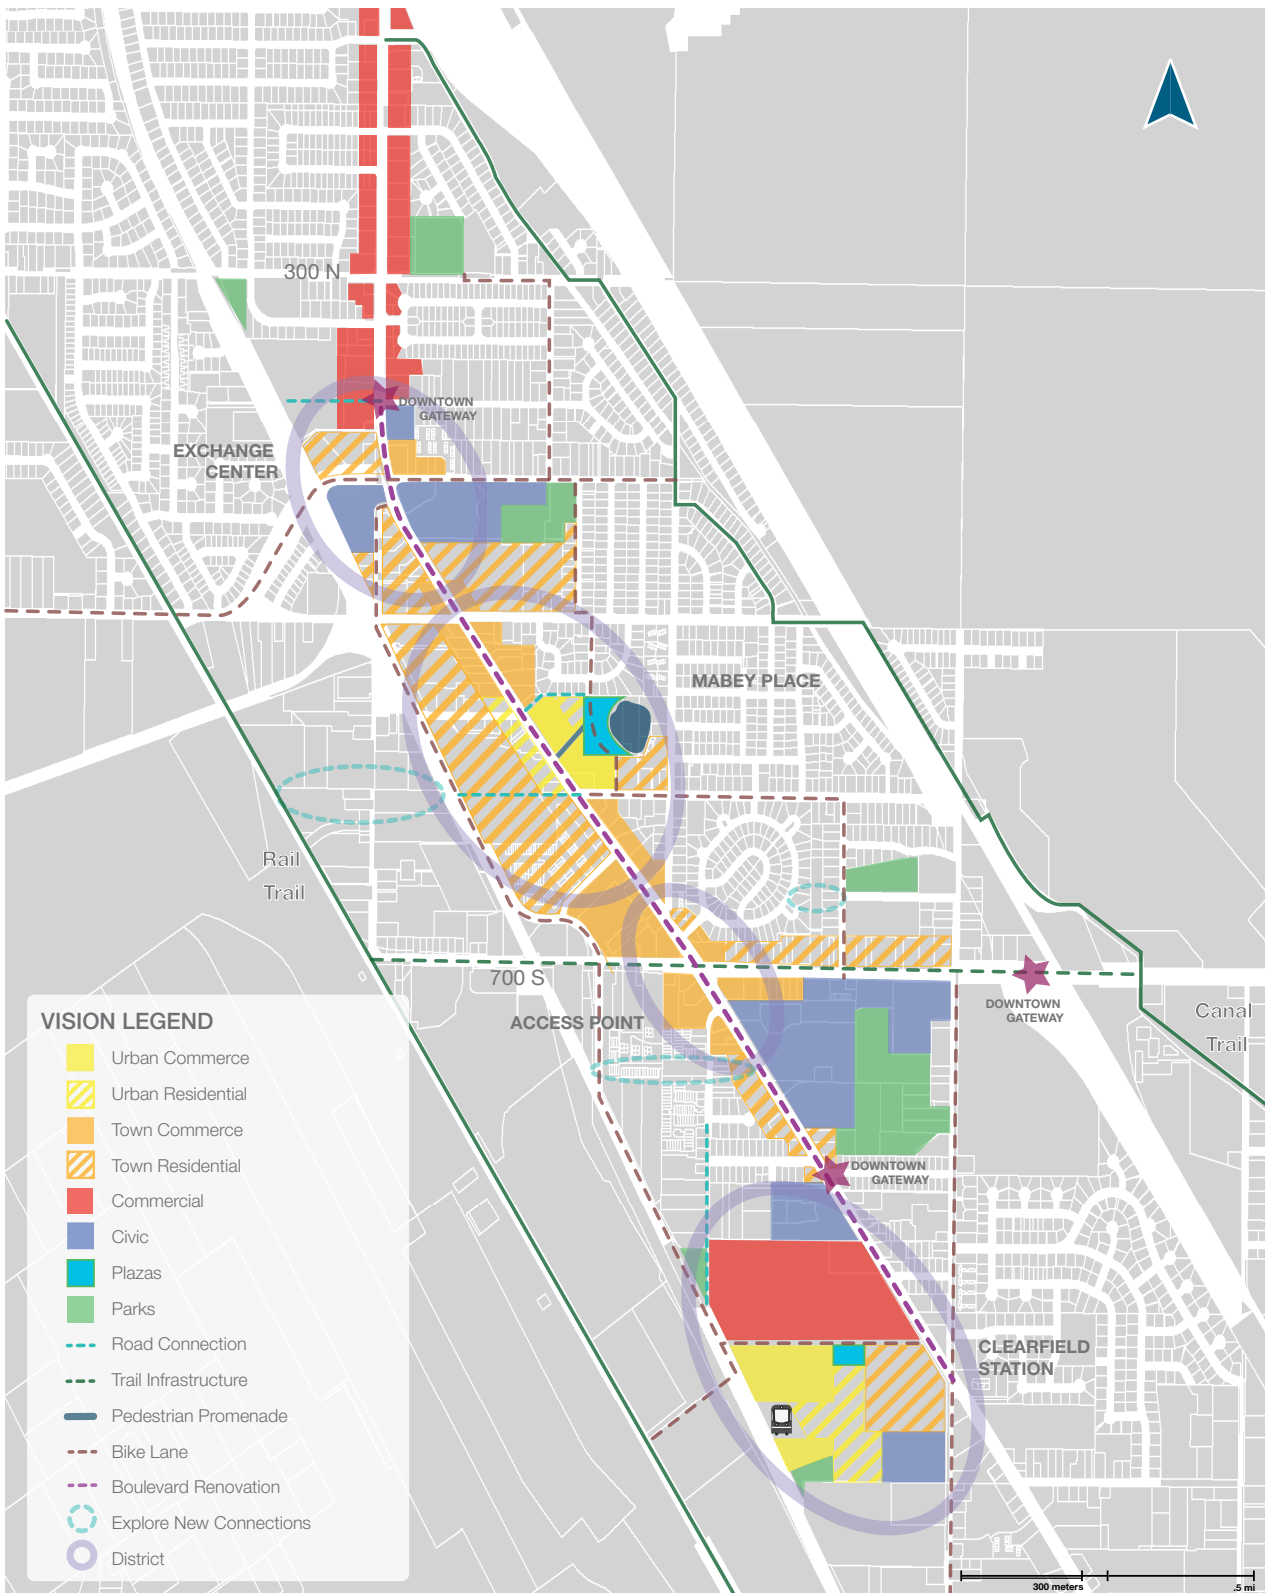 300 N
DOWNTOWN
GATEWAY
EXCHANGE
CENTER
MABEY PLACE
Rail
Trail
700 S
ACCESS POINT
DOWNTOWN
GATEWAY
Canal
Trail
DOWNTOWN
GATEWAY
CLEARFIELD
STATION
VISION LEGEND
Urban Commerce
Urban Residential
Town Commerce
Town Residential
Commercial
Civic
Plazas
Parks
Road Connection
Trail Infrastructure
Pedestrian Promenade
Bike Lane
Boulevard Renovation
Explore New Connections
District
300 meters
.5 mi